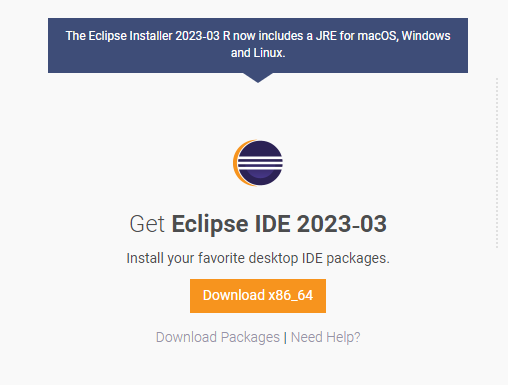 The Eclipse Installer 2023-03 R now includes a JRE for macOS, Windows
and Linux.
Get Eclipse IDE 2023-03
Install your favorite desktop IDE packages.
Download x86_64
Download Packages | Need Help?